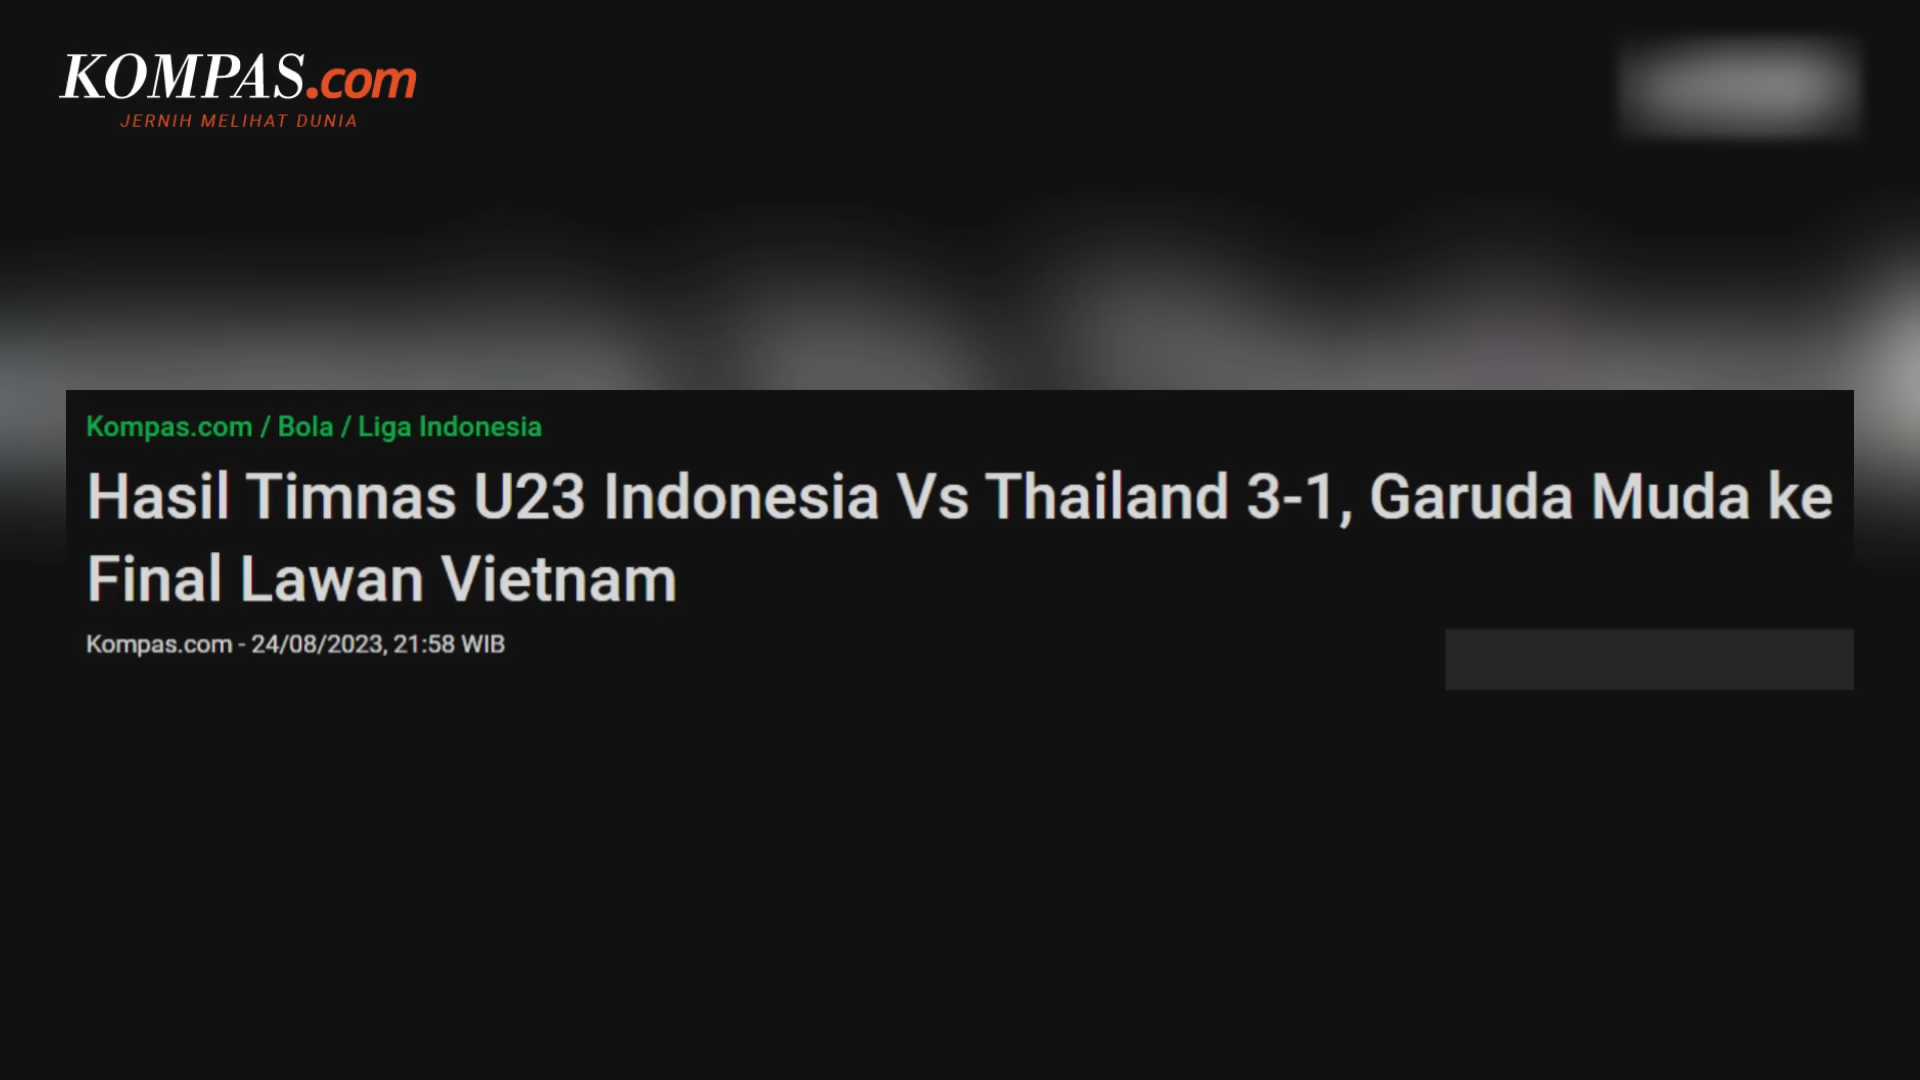 KOMPAS.com
JERNIH MELIHAT DUNIA
Kompas.com / Bola / Liga Indonesia
Hasil Timnas U23 Indonesia Vs Thailand 3-1, Garuda Muda ke
Final Lawan Vietnam
Kompas.com - 24/08/2023, 21:58 WIB